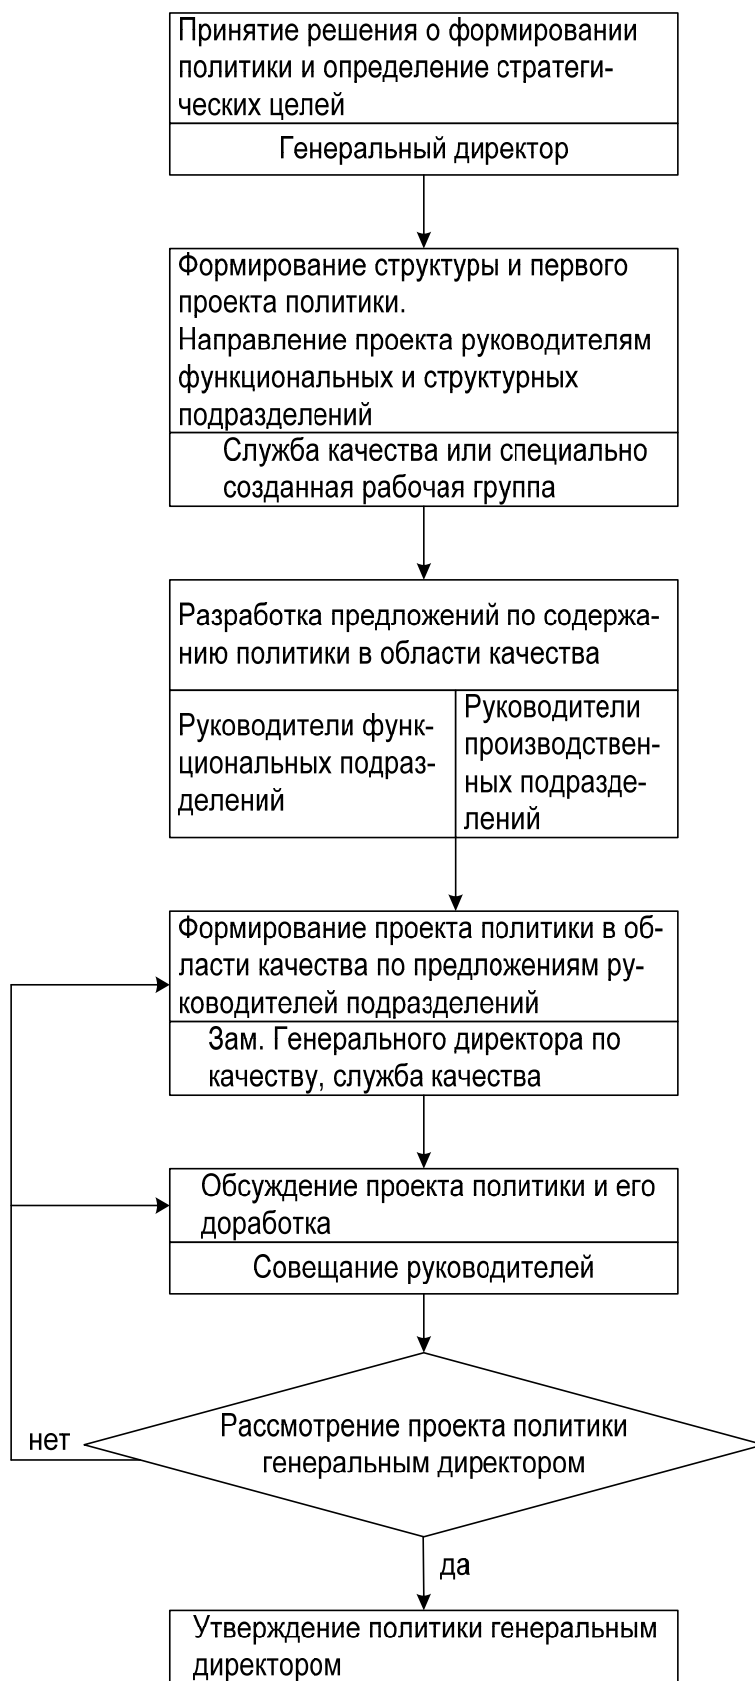 Принятие решения о формировании
политики и определение стратеги-
ческих целей
Генеральный директор
Формирование структуры и первого
проекта политики.
Направление проекта руководителям
функциональных и структурных
подразделений
Служба качества или специально
созданная рабочая группа
Разработка предложений по содержа-
нию политики в области качества
Руководители функ-
циональных подраз-
делений
Руководители
производствен-
ных подразде-
лений
Формирование проекта политики в об-
ласти качества по предложениям ру-
ководителей подразделений
Зам. Генерального директора по
качеству, служба качества
Обсуждение проекта политики и его
доработка
Совещание руководителей
Рассмотрение проекта политики
генеральным директором
нет
да
Утверждение политики генеральным
директором